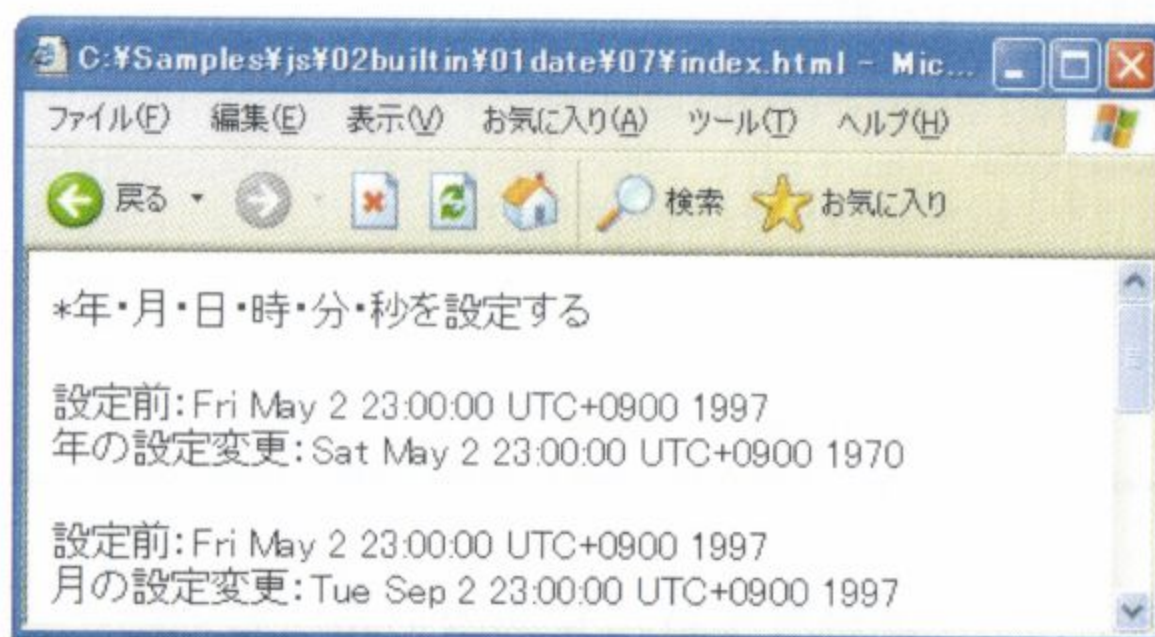 C:¥Samples¥js¥02builtin¥01date¥07¥index.html - Mic...
ファイル(F) 編集(E) 表示(V) お気に入り(A) ツール(T) ヘルプ(H)
戻る 検索 お気に入り
*年・月・日・時・分・秒を設定する
設定前:Fri May 2 23:00:00 UTC+0900 1997
年の設定変更:Sat May 2 23:00:00 UTC+0900 1970
設定前:Fri May 2 23:00:00 UTC+0900 1997
月の設定変更:Tue Sep 2 23:00:00 UTC+0900 1997